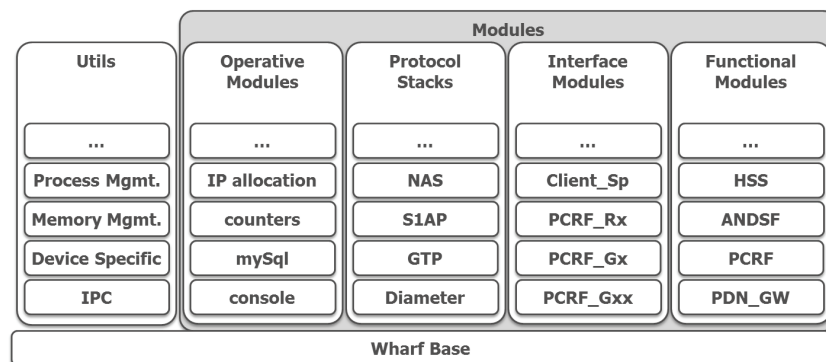 Modules
Utils
...
Process Mgmt.
Memory Mgmt.
Device Specific
IPC
Operative
Modules
...
IP allocation
counters
mySql
console
Protocol
Stacks
...
NAS
S1AP
GTP
Diameter
Interface
Modules
...
Client_Sp
PCRF_Rx
PCRF_Gx
PCRF_Gxx
Functional
Modules
...
HSS
ANDSF
PCRF
PDN_GW
Wharf Base